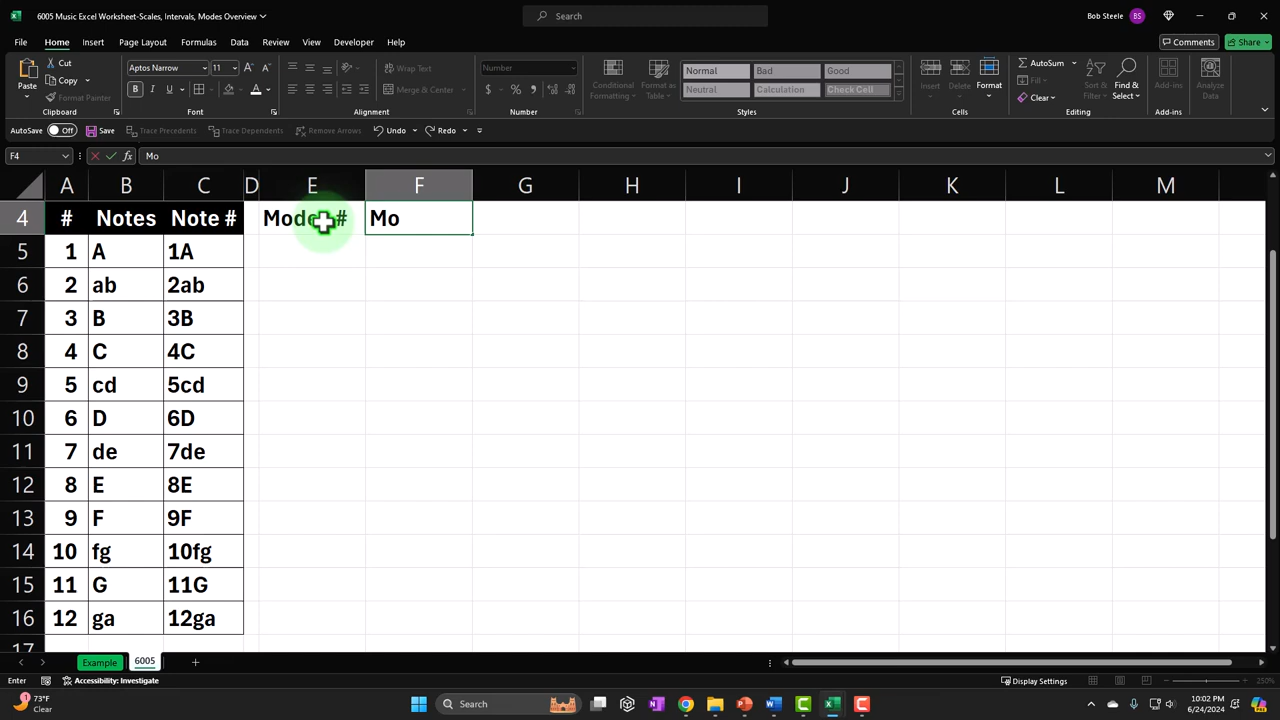 6005 Music Excel Worksheet-Scales, Intervals, Modes Overview
Search
Bob Steele BS
File Home Insert Page Layout Formulas Data Review View Developer Help
Comments Share
Paste Cut Copy Format Painter
Aptos Narrow 11
B I U
Wrap Text
Merge & Center
Number
Conditional Formatting Format as Table
Normal Bad Good
Neutral Calculation Check Cell
Insert Delete Format
AutoSum Fill Clear
Sort & Filter Find & Select
Add-ins Analyze Data
Clipboard Font Alignment Number Styles Cells Editing Add-ins
AutoSave Off Save Trace Precedents Trace Dependents Remove Arrows Undo Redo
F4 fx Mo
A B C D E F G H I J K L M
4 # Notes Note # Mode # Mo
5 1 A 1A
6 2 ab 2ab
7 3 B 3B
8 4 C 4C
9 5 cd 5cd
10 6 D 6D
11 7 de 7de
12 8 E 8E
13 9 F 9F
14 10 fg 10fg
15 11 G 11G
16 12 ga 12ga
17
Example 6005
Enter Accessibility: Investigate Display Settings 250%
73°F
Clear
Search
10:02 PM
6/24/2024